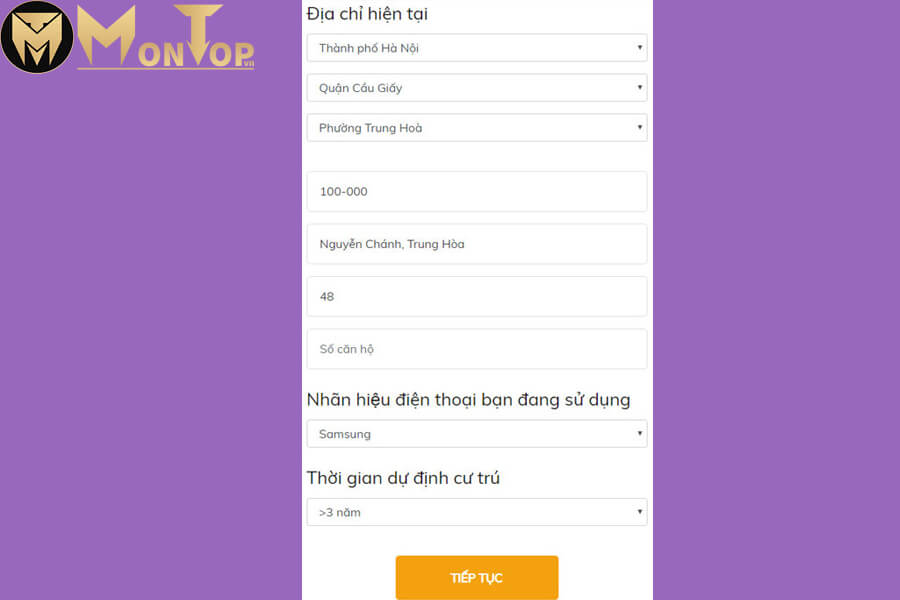 MonTop.vn
Địa chỉ hiện tại
Thành phố Hà Nội
Quận Cầu Giấy
Phường Trung Hoà
100-000
Nguyễn Chánh, Trung Hòa
48
Số căn hộ
Nhãn hiệu điện thoại bạn đang sử dụng
Samsung
Thời gian dự định cư trú
>3 năm
TIẾP TỤC